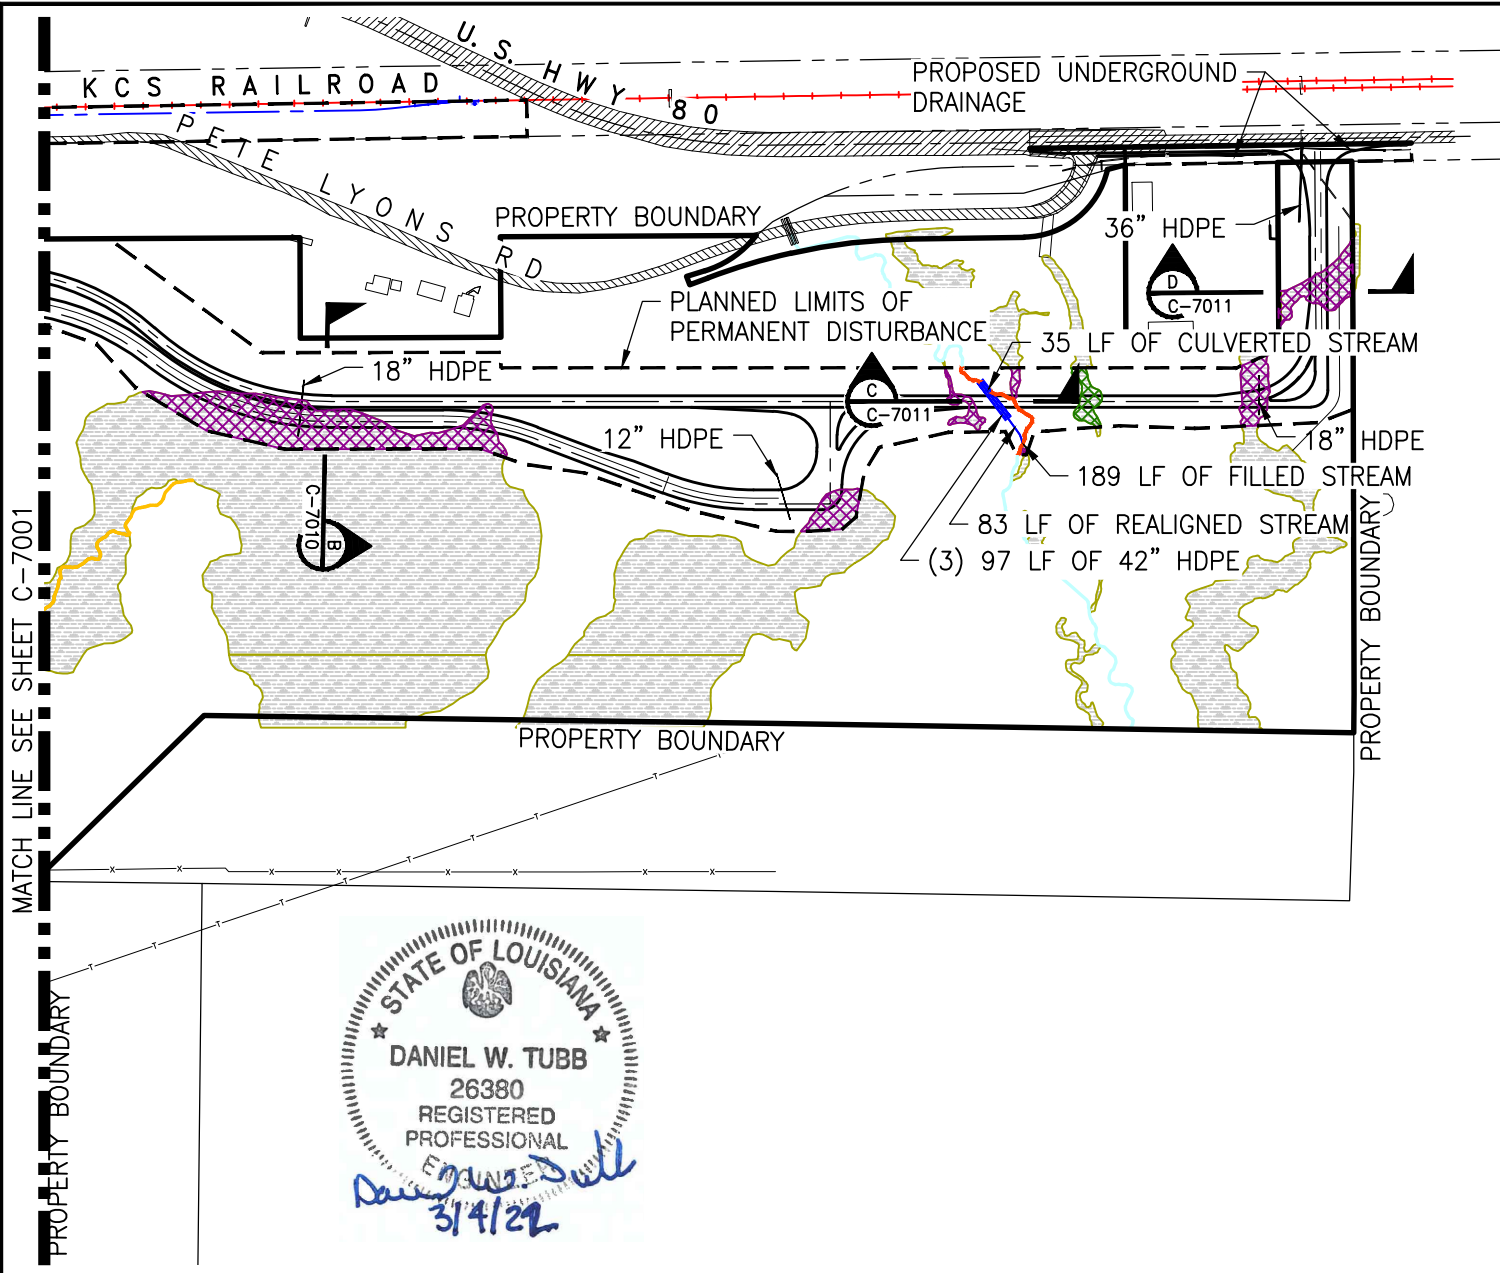 U.S. HWY 80
KCS RAILROAD
PROPOSED UNDERGROUND
DRAINAGE
PETE LYONS RD
PROPERTY BOUNDARY
36" HDPE
D
C-7011
PLANNED LIMITS OF
PERMANENT DISTURBANCE
35 LF OF CULVERTED STREAM
18" HDPE
C
C-7011
12" HDPE
18" HDPE
189 LF OF FILLED STREAM
83 LF OF REALIGNED STREAM
(3) 97 LF OF 42" HDPE
B
C-7010
MATCH LINE SEE SHEET C-7001
PROPERTY BOUNDARY
PROPERTY BOUNDARY
PROPERTY BOUNDARY
STATE OF LOUISIANA
DANIEL W. TUBB
26380
REGISTERED
PROFESSIONAL
ENGINEER
3/4/22